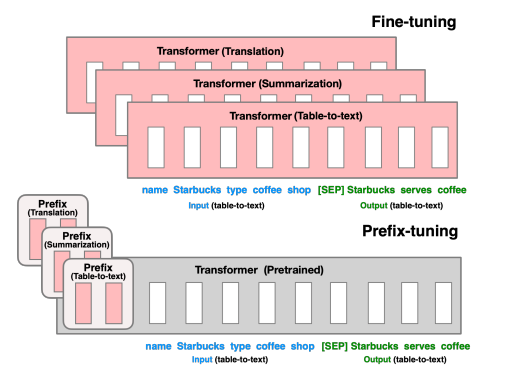 Fine-tuning
Transformer (Translation)
Transformer (Summarization)
Transformer (Table-to-text)
name Starbucks type coffee shop [SEP] Starbucks serves coffee
Input (table-to-text) Output (table-to-text)
Prefix-tuning
Prefix
(Translation)
Prefix
(Summarization)
Prefix
(Table-to-text)
Transformer (Pretrained)
name Starbucks type coffee shop [SEP] Starbucks serves coffee
Input (table-to-text) Output (table-to-text)